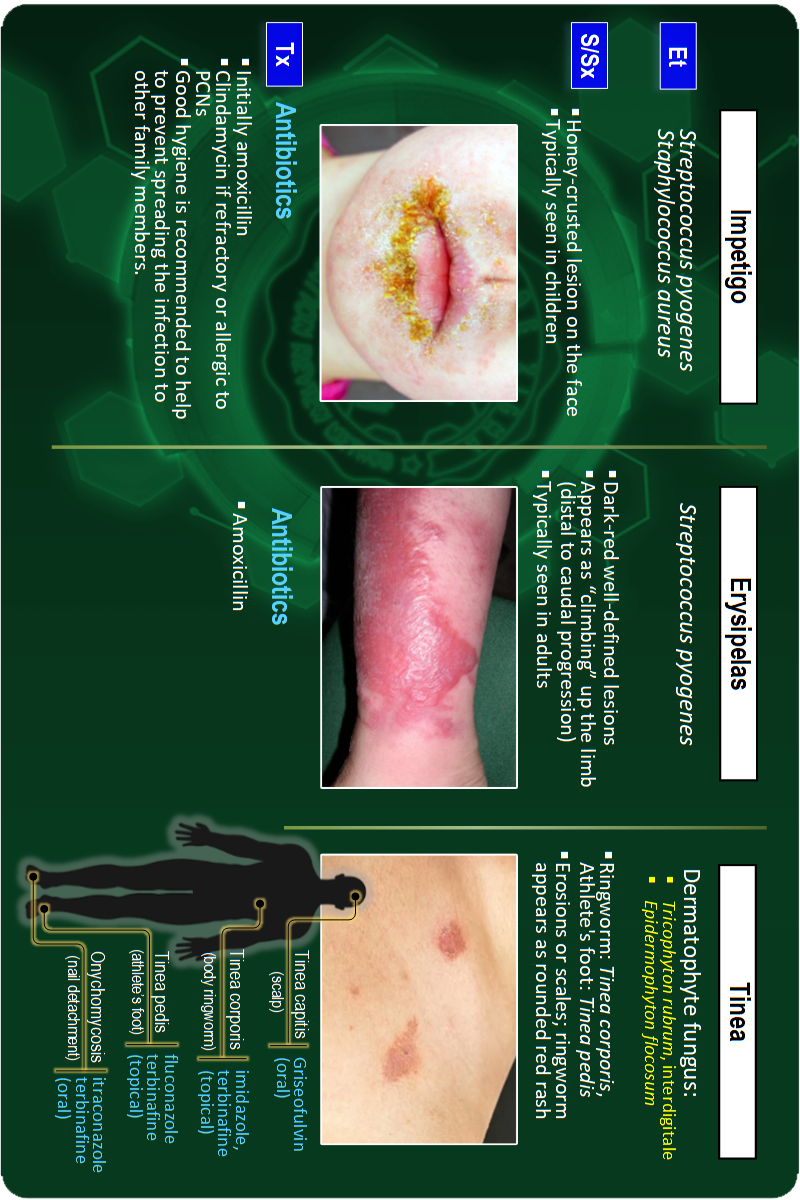 Impetigo
Et
Streptococcus pyogenes
Staphylococcus aureus
S/Sx
▪ Honey-crusted lesion on the face
▪ Typically seen in children
Tx
Antibiotics
▪ Initially amoxicillin
▪ Clindamycin if refractory or allergic to
PCNs
▪ Good hygiene is recommended to help
to prevent spreading the infection to
other family members.
Erysipelas
Streptococcus pyogenes
▪ Dark-red well-defined lesions
▪ Appears as “climbing” up the limb
(distal to caudal progression)
▪ Typically seen in adults
Antibiotics
▪ Amoxicillin
Tinea
Dermatophyte fungus:
▪ Tricophyton rubrum, interdigitale
▪ Epidermophyton flocosum
▪ Ringworm: Tinea corporis,
Athlete's foot: Tinea pedis
▪ Erosions or scales; ringworm
appears as rounded red rash
Tinea capitis
(scalp)
Griseofulvin
(oral)
Tinea corporis
(body ringworm)
imidazole,
terbinafine
(topical)
Tinea pedis
(athlete's foot)
fluconazole
terbinafine
(topical)
Onychomycosis
(nail detachment)
itraconazole
terbinafine
(oral)